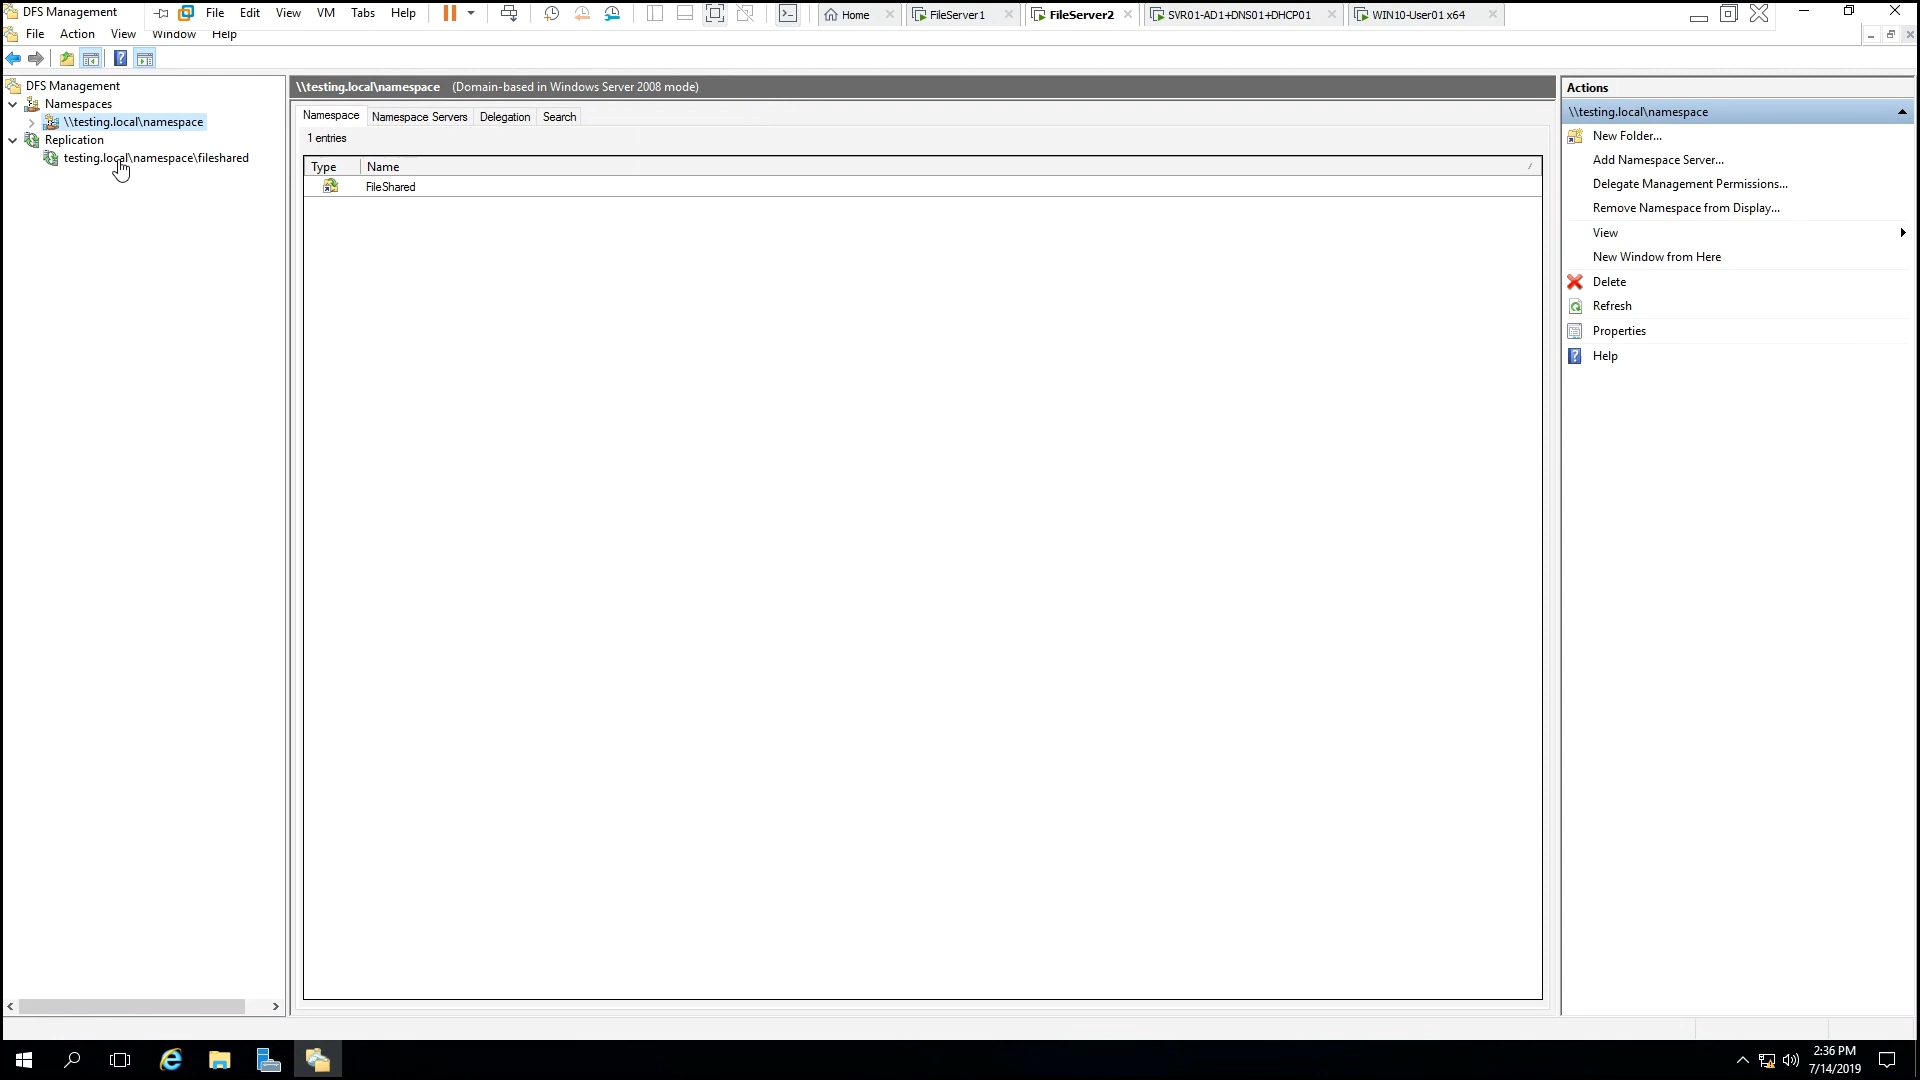 DFS Management
File Edit View VM Tabs Help
Home
FileServer1
FileServer2
SVR01-AD1+DNS01+DHCP01
WIN10-User01 x64
File Action View Window Help
DFS Management
Namespaces
\\testing.local\namespace
Replication
testing.local\namespace\fileshared
\\testing.local\namespace (Domain-based in Windows Server 2008 mode)
Namespace Namespace Servers Delegation Search
1 entries
Type Name
FileShared
Actions
\\testing.local\namespace
New Folder...
Add Namespace Server...
Delegate Management Permissions...
Remove Namespace from Display...
View
New Window from Here
Delete
Refresh
Properties
Help
2:36 PM
7/14/2019